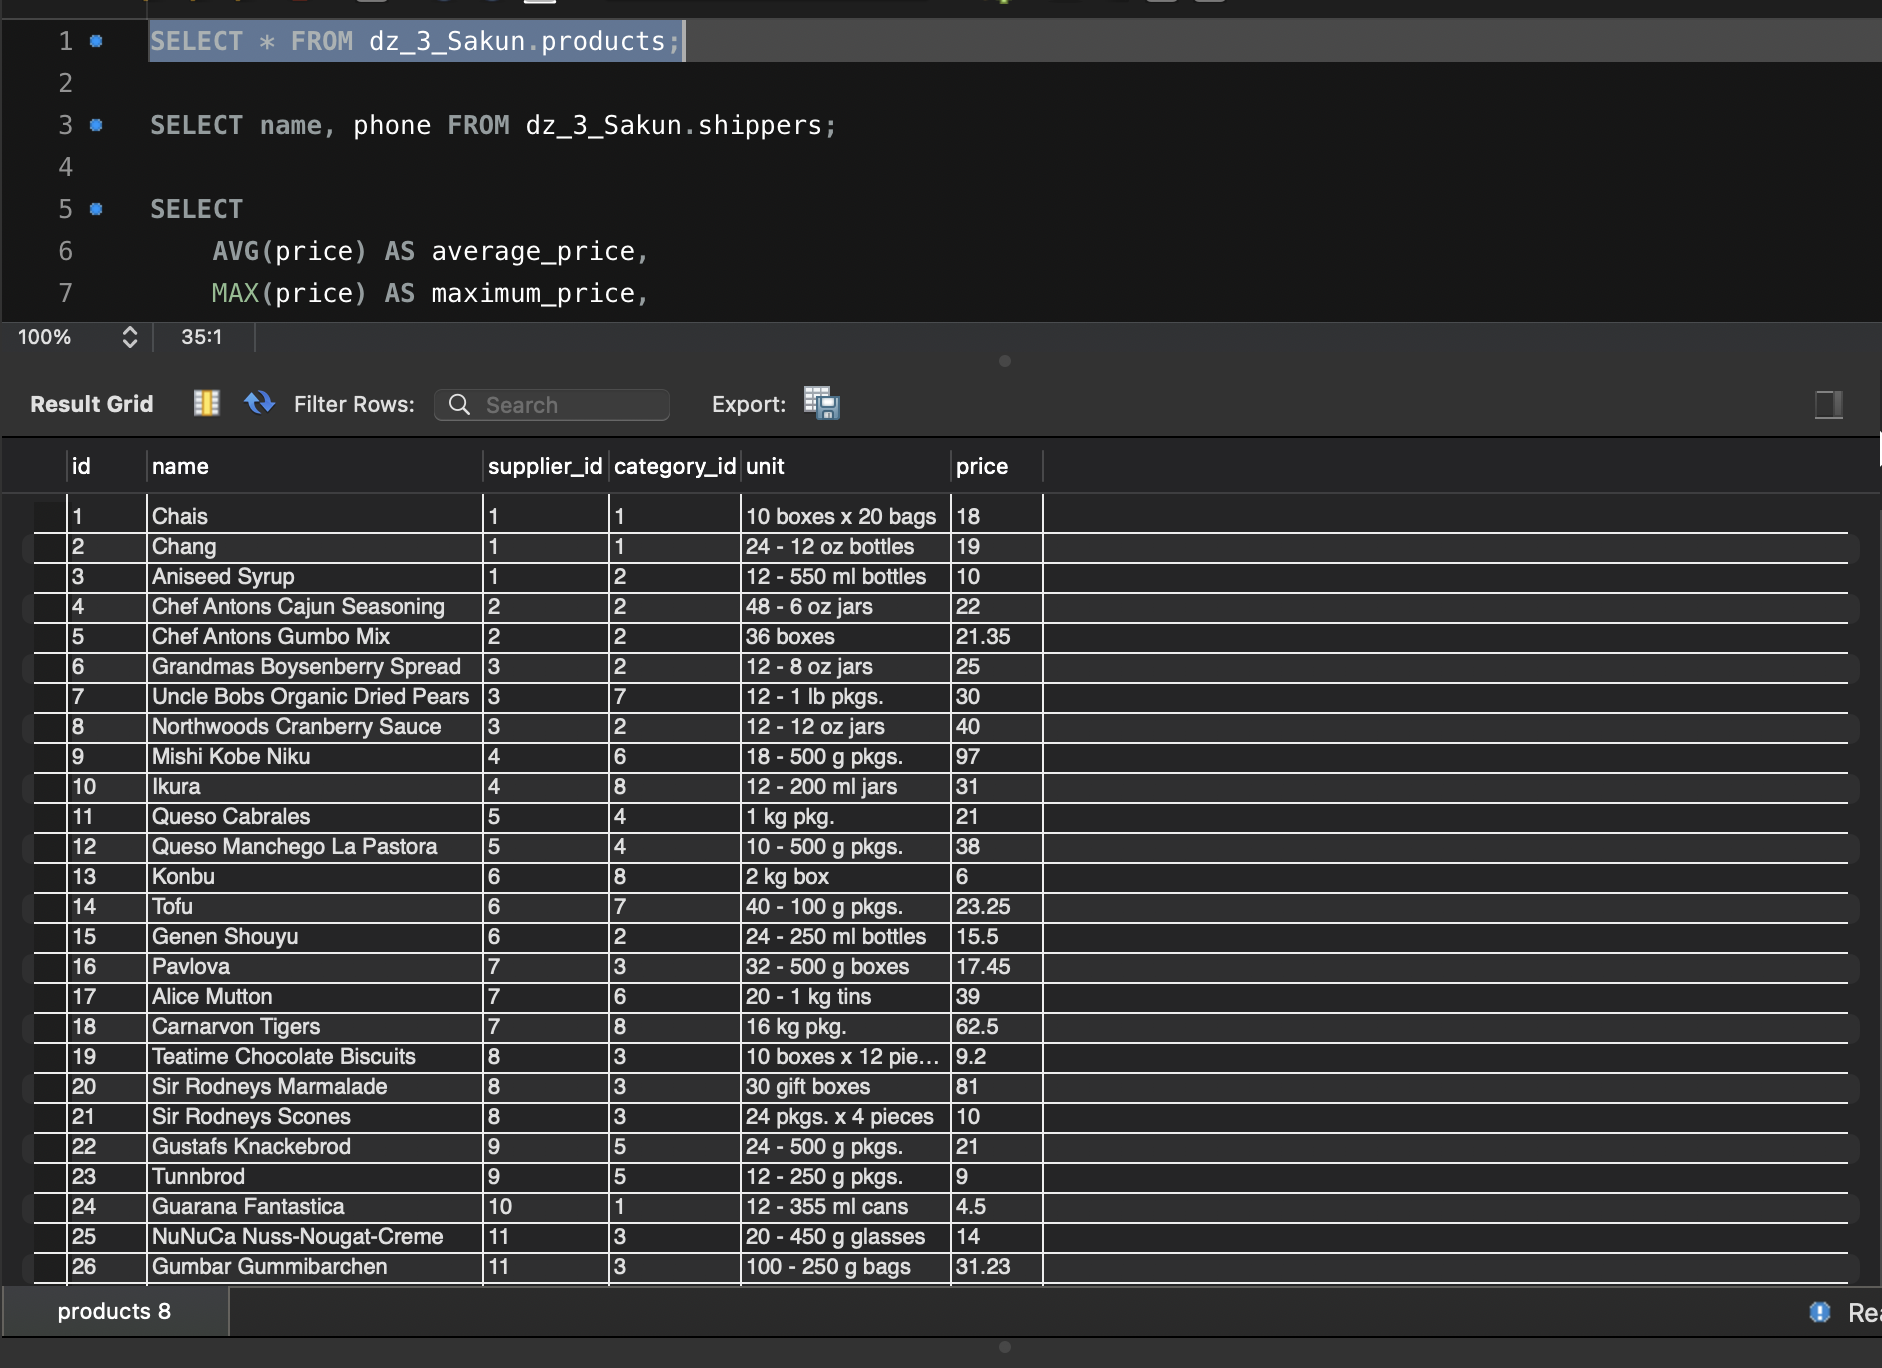 1 SELECT * FROM dz_3_Sakun.products;
2
3 SELECT name, phone FROM dz_3_Sakun.shippers;
4
5 SELECT
6 AVG(price) AS average_price,
7 MAX(price) AS maximum_price,
100% 35:1
Result Grid Filter Rows: Search Export:
id name supplier_id category_id unit price
1 Chais 1 1 10 boxes x 20 bags 18
2 Chang 1 1 24 - 12 oz bottles 19
3 Aniseed Syrup 1 2 12 - 550 ml bottles 10
4 Chef Antons Cajun Seasoning 2 2 48 - 6 oz jars 22
5 Chef Antons Gumbo Mix 2 2 36 boxes 21.35
6 Grandmas Boysenberry Spread 3 2 12 - 8 oz jars 25
7 Uncle Bobs Organic Dried Pears 3 7 12 - 1 lb pkgs. 30
8 Northwoods Cranberry Sauce 3 2 12 - 12 oz jars 40
9 Mishi Kobe Niku 4 6 18 - 500 g pkgs. 97
10 Ikura 4 8 12 - 200 ml jars 31
11 Queso Cabrales 5 4 1 kg pkg. 21
12 Queso Manchego La Pastora 5 4 10 - 500 g pkgs. 38
13 Konbu 6 8 2 kg box 6
14 Tofu 6 7 40 - 100 g pkgs. 23.25
15 Genen Shouyu 6 2 24 - 250 ml bottles 15.5
16 Pavlova 7 3 32 - 500 g boxes 17.45
17 Alice Mutton 7 6 20 - 1 kg tins 39
18 Carnarvon Tigers 7 8 16 kg pkg. 62.5
19 Teatime Chocolate Biscuits 8 3 10 boxes x 12 pie... 9.2
20 Sir Rodneys Marmalade 8 3 30 gift boxes 81
21 Sir Rodneys Scones 8 3 24 pkgs. x 4 pieces 10
22 Gustafs Knackebrod 9 5 24 - 500 g pkgs. 21
23 Tunnbrod 9 5 12 - 250 g pkgs. 9
24 Guarana Fantastica 10 1 12 - 355 ml cans 4.5
25 NuNuCa Nuss-Nougat-Creme 11 3 20 - 450 g glasses 14
26 Gumbar Gummibarchen 11 3 100 - 250 g bags 31.23
products 8